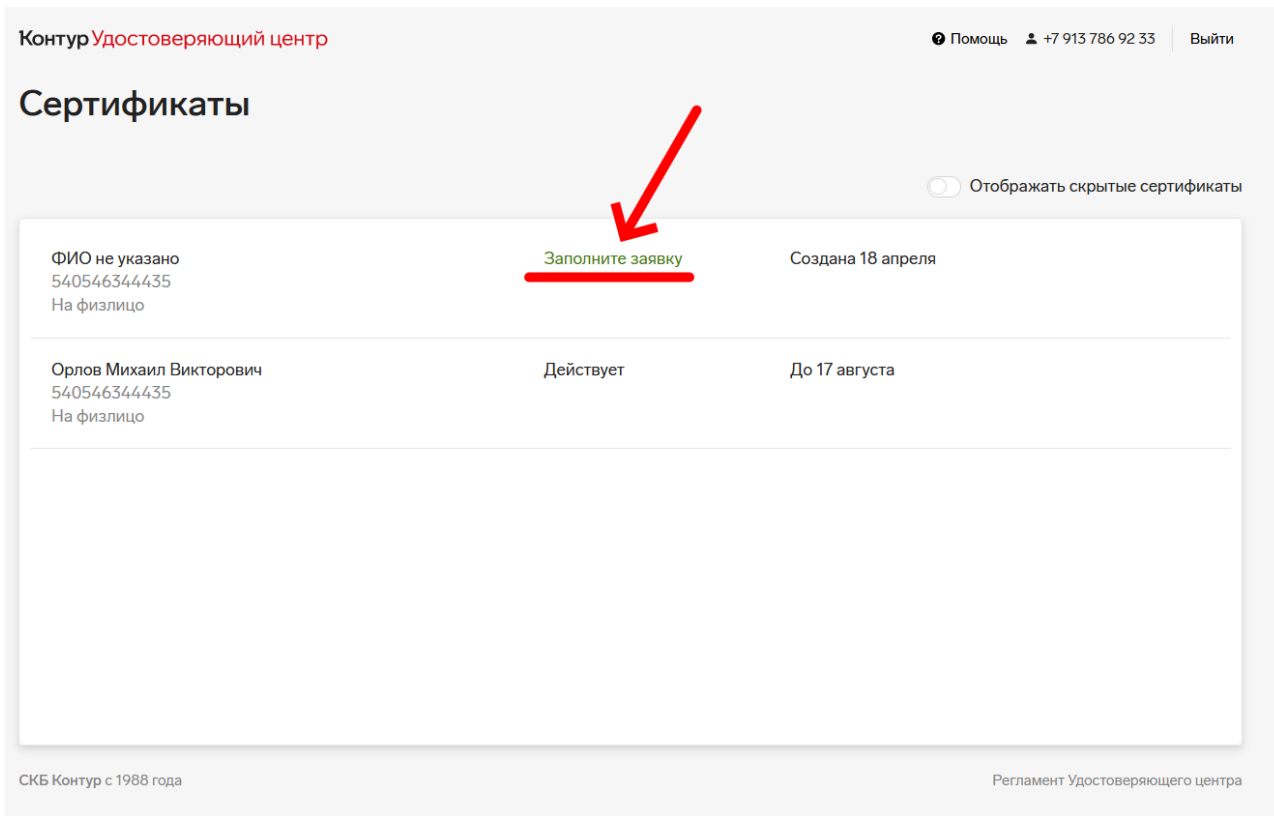 Контур Удостоверяющий центр
Помощь +7 913 786 92 33 Выйти
Сертификаты
Отображать скрытые сертификаты
ФИО не указано Заполните заявку Создана 18 апреля
540546344435
На физлицо
Орлов Михаил Викторович Действует До 17 августа
540546344435
На физлицо
СКБ Контур с 1988 года Регламент Удостоверяющего центра